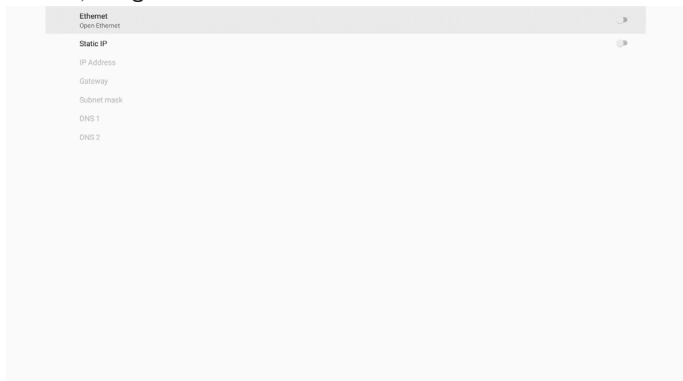 Ethernet
Open Ethernet
Static IP
IP Address
Gateway
Subnet mask
DNS 1
DNS 2